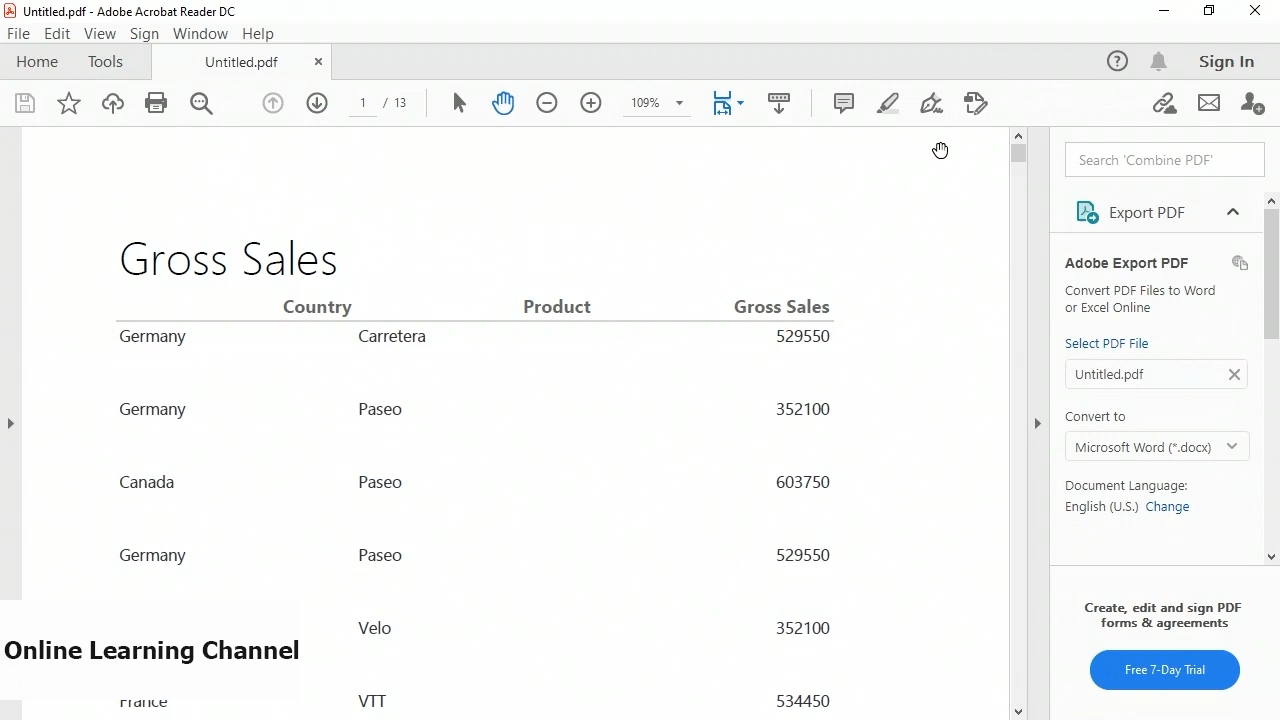 Untitled.pdf - Adobe Acrobat Reader DC
File Edit View Sign Window Help
Home Tools Untitled.pdf Sign In
1 / 13 109%
Search 'Combine PDF'
Export PDF
Adobe Export PDF
Convert PDF Files to Word
or Excel Online
Select PDF File
Untitled.pdf
Convert to
Microsoft Word (*.docx)
Document Language:
English (U.S.) Change
Create, edit and sign PDF
forms & agreements
Free 7-Day Trial
Gross Sales
Country Product Gross Sales
Germany Carretera 529550
Germany Paseo 352100
Canada Paseo 603750
Germany Paseo 529550
Velo 352100
France VTT 534450
Online Learning Channel